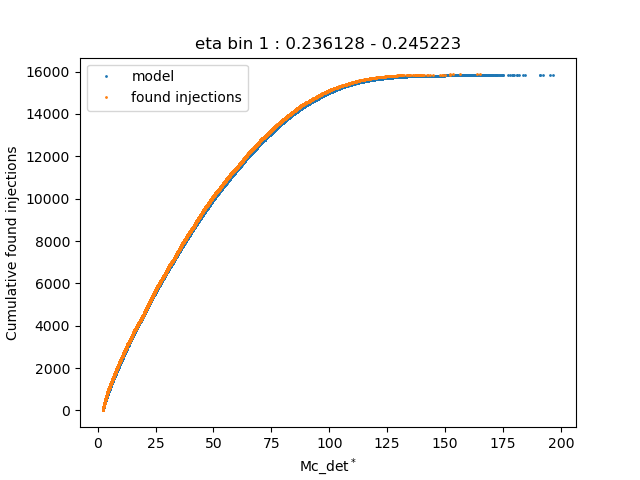 eta bin 1 : 0.236128 - 0.245223
model
found injections
Cumulative found injections
16000
14000
12000
10000
8000
6000
4000
2000
0
0 25 50 75 100 125 150 175 200
Mc_det*